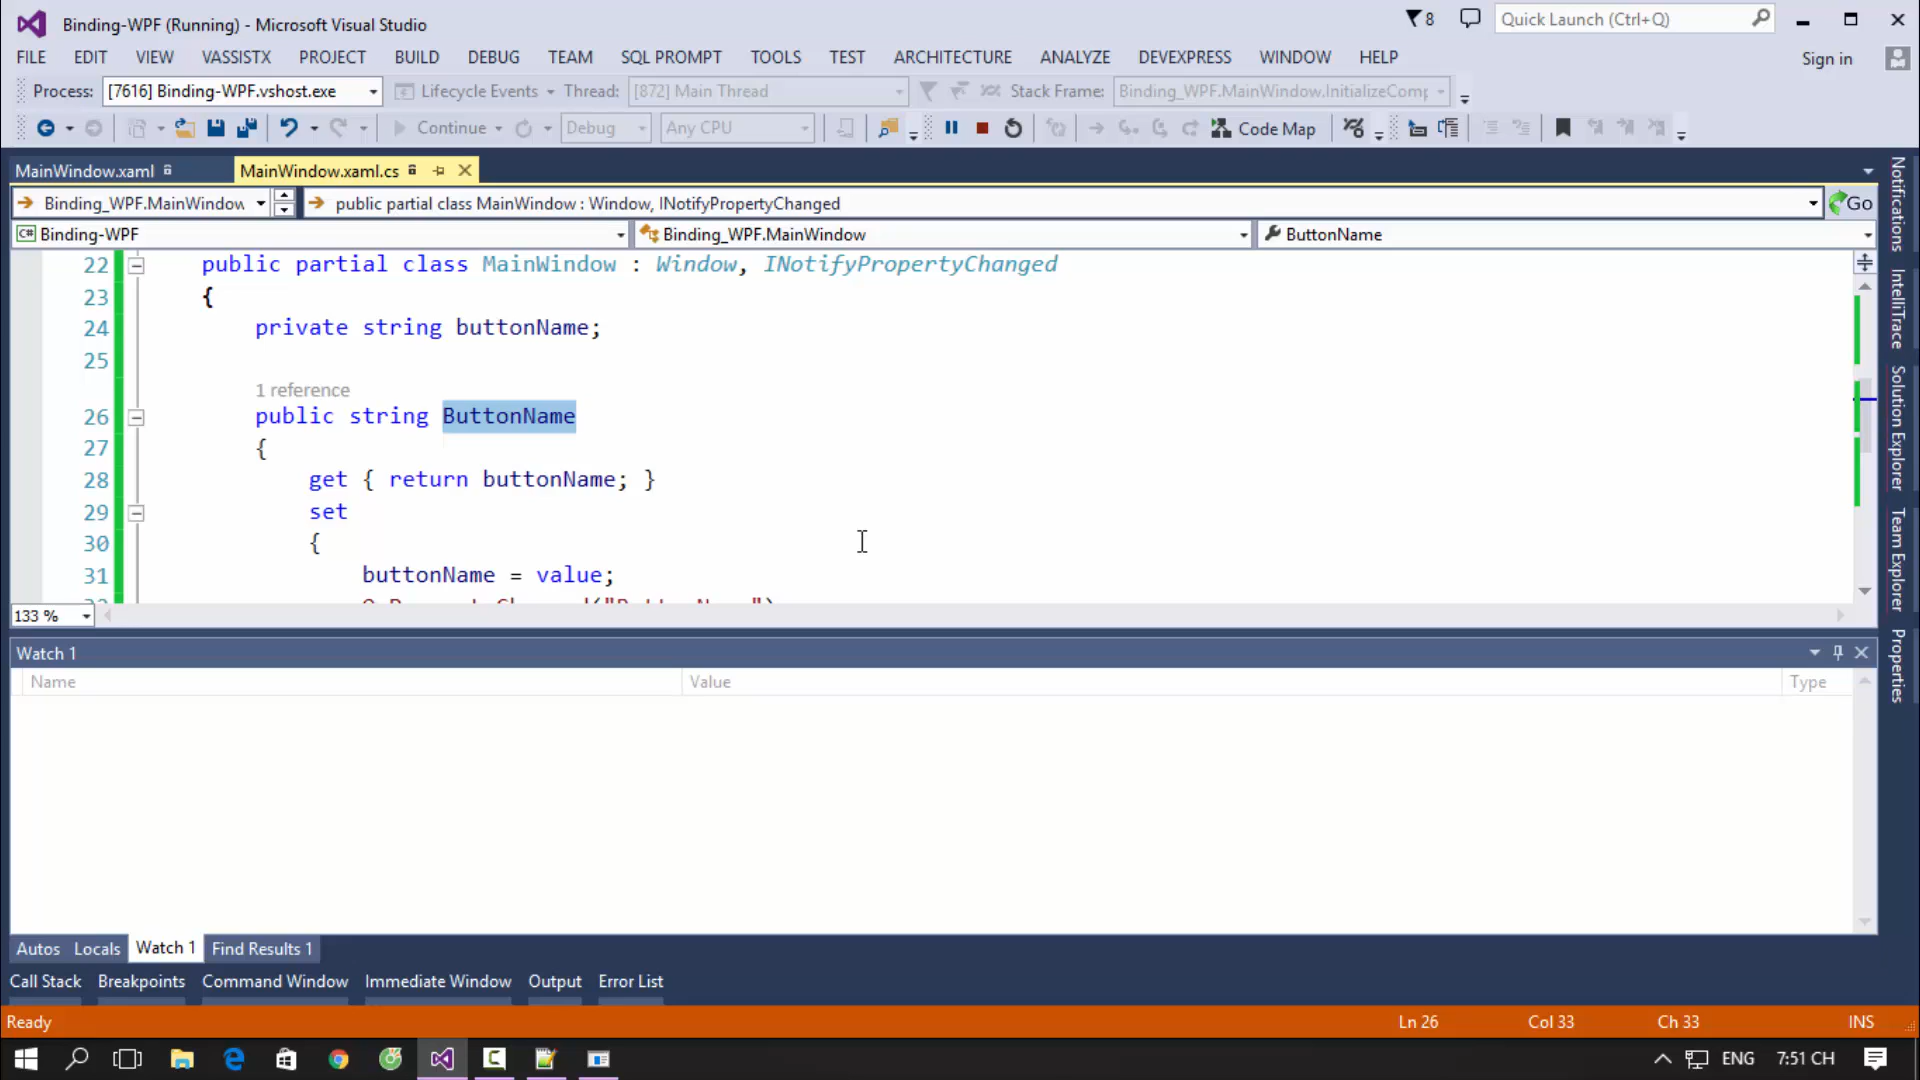 Binding-WPF (Running) - Microsoft Visual Studio
8
Quick Launch (Ctrl+Q)
FILE EDIT VIEW VASSISTX PROJECT BUILD DEBUG TEAM SQL PROMPT TOOLS TEST ARCHITECTURE ANALYZE DEVEXPRESS WINDOW HELP
Sign in
Process: [7616] Binding-WPF.vshost.exe Lifecycle Events Thread: [872] Main Thread Stack Frame: Binding_WPF.MainWindow.InitializeComp
Continue Debug Any CPU Code Map
MainWindow.xaml MainWindow.xaml.cs
Binding_WPF.MainWindow public partial class MainWindow : Window, INotifyPropertyChanged Go
Binding-WPF Binding_WPF.MainWindow ButtonName
22 public partial class MainWindow : Window, INotifyPropertyChanged
23 {
24 private string buttonName;
25
1 reference
26 public string ButtonName
27 {
28 get { return buttonName; }
29 set
30 {
31 buttonName = value;
133 %
Notifications
IntelliTrace
Solution Explorer
Team Explorer
Properties
Watch 1
Name Value Type
Autos Locals Watch 1 Find Results 1
Call Stack Breakpoints Command Window Immediate Window Output Error List
Ready Ln 26 Col 33 Ch 33 INS
ENG 7:51 CH